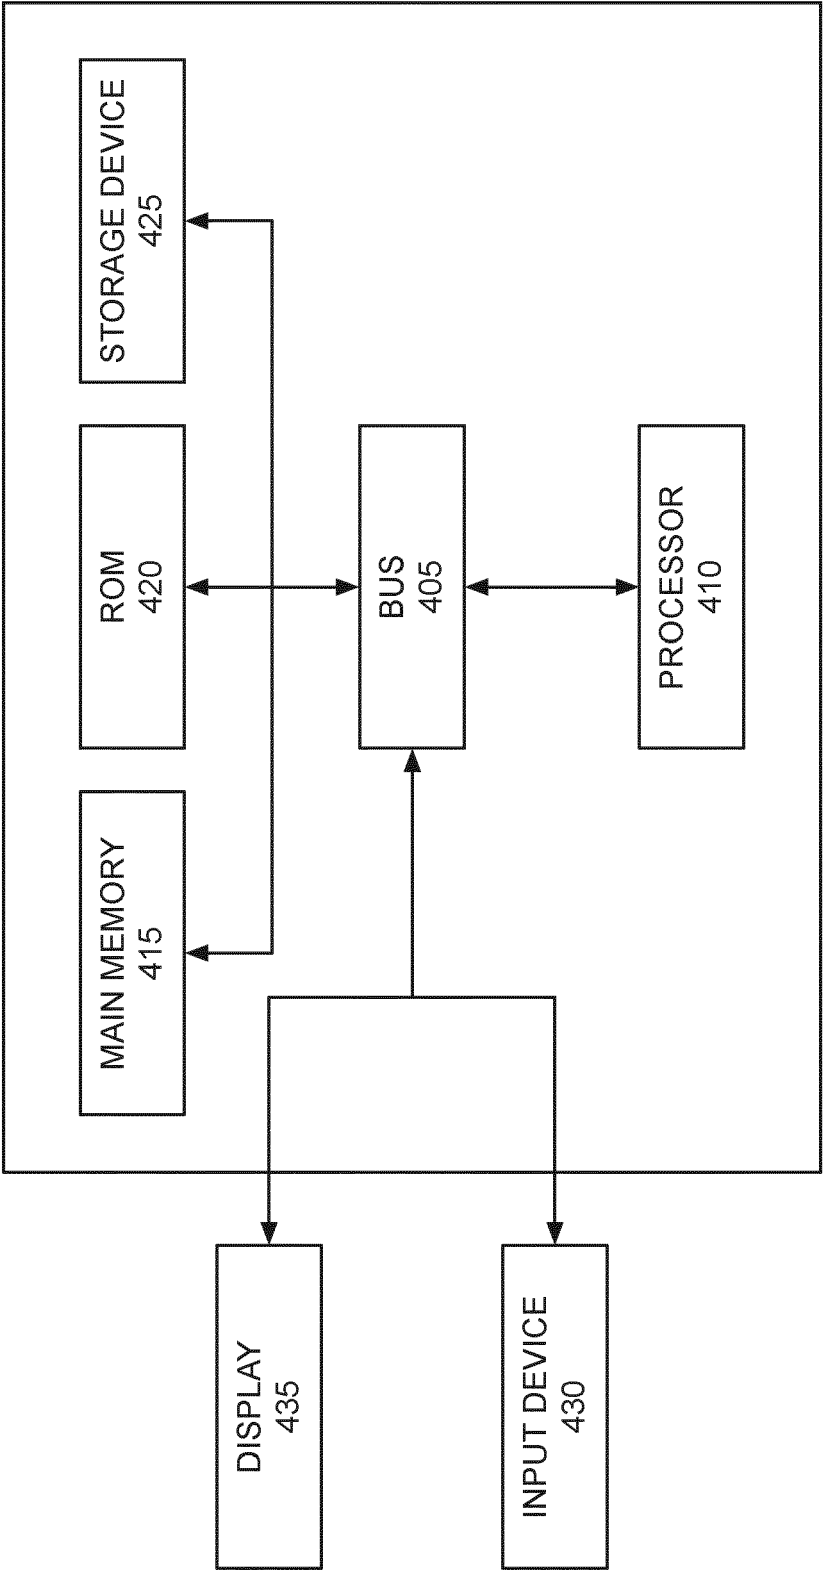 MAIN MEMORY
415
ROM
420
STORAGE DEVICE
425
DISPLAY
435
BUS
405
INPUT DEVICE
430
PROCESSOR
410